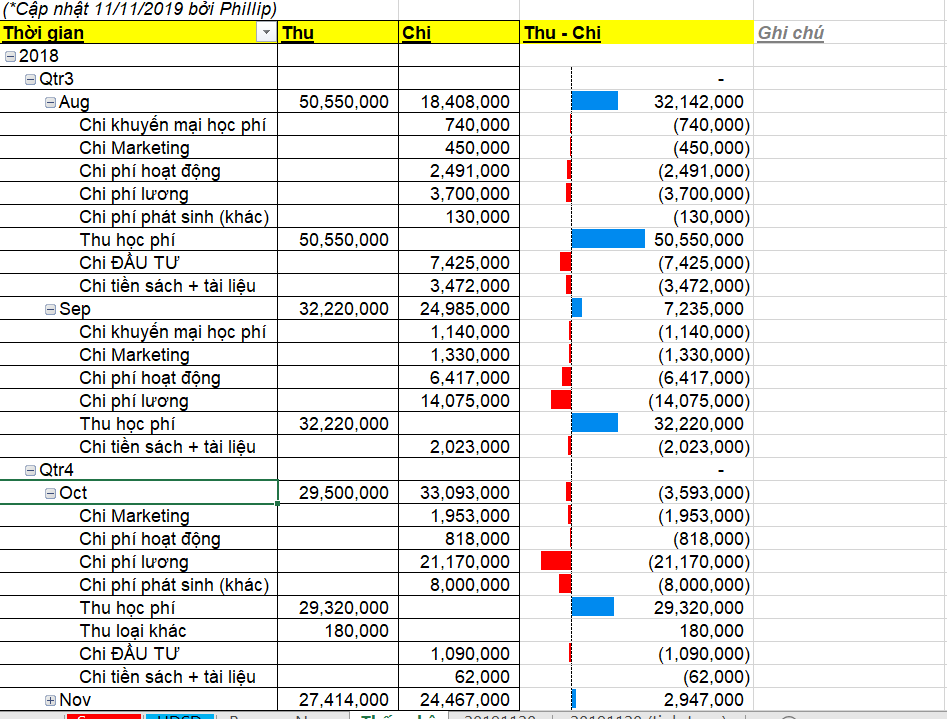 (*Cập nhật 11/11/2019 bởi Phillip)
Thời gian Thu Chi Thu - Chi Ghi chú
2018
Qtr3 -
Aug 50,550,000 18,408,000 32,142,000
Chi khuyến mại học phí 740,000 (740,000)
Chi Marketing 450,000 (450,000)
Chi phí hoạt động 2,491,000 (2,491,000)
Chi phí lương 3,700,000 (3,700,000)
Chi phí phát sinh (khác) 130,000 (130,000)
Thu học phí 50,550,000 50,550,000
Chi ĐẦU TƯ 7,425,000 (7,425,000)
Chi tiền sách + tài liệu 3,472,000 (3,472,000)
Sep 32,220,000 24,985,000 7,235,000
Chi khuyến mại học phí 1,140,000 (1,140,000)
Chi Marketing 1,330,000 (1,330,000)
Chi phí hoạt động 6,417,000 (6,417,000)
Chi phí lương 14,075,000 (14,075,000)
Thu học phí 32,220,000 32,220,000
Chi tiền sách + tài liệu 2,023,000 (2,023,000)
Qtr4 -
Oct 29,500,000 33,093,000 (3,593,000)
Chi Marketing 1,953,000 (1,953,000)
Chi phí hoạt động 818,000 (818,000)
Chi phí lương 21,170,000 (21,170,000)
Chi phí phát sinh (khác) 8,000,000 (8,000,000)
Thu học phí 29,320,000 29,320,000
Thu loại khác 180,000 180,000
Chi ĐẦU TƯ 1,090,000 (1,090,000)
Chi tiền sách + tài liệu 62,000 (62,000)
Nov 27,414,000 24,467,000 2,947,000